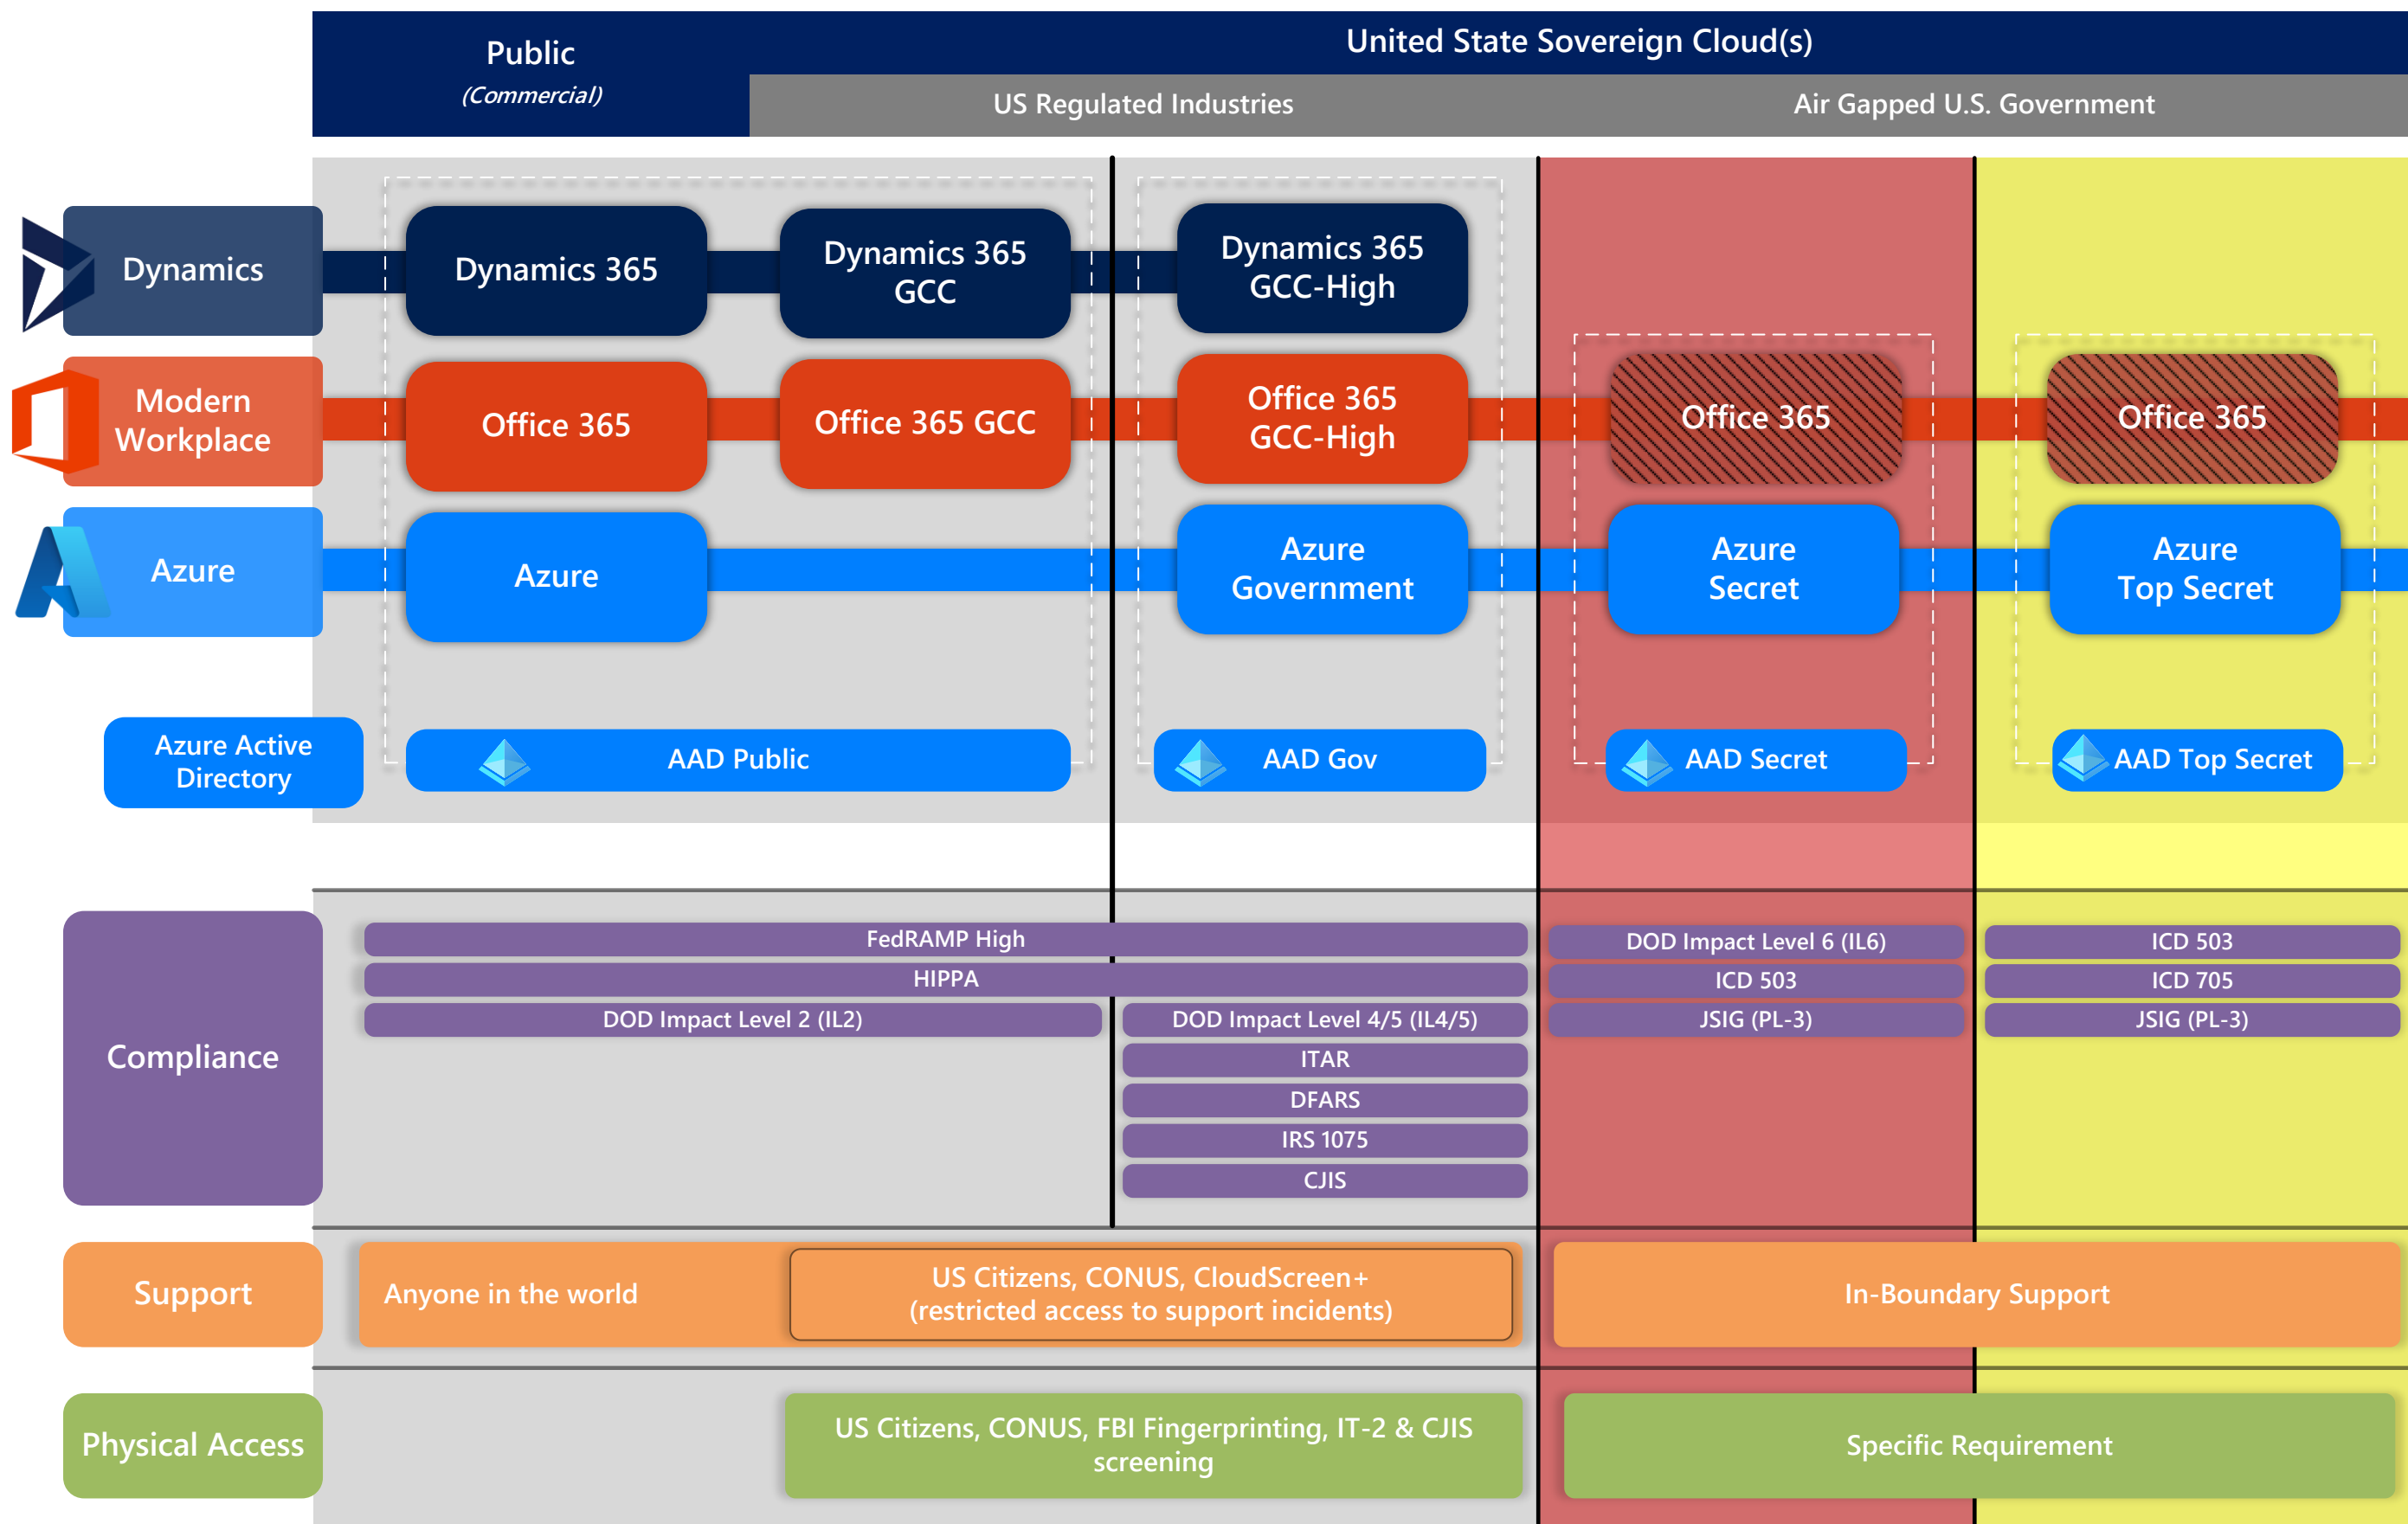 Public
(Commercial)
United State Sovereign Cloud(s)
US Regulated Industries
Air Gapped U.S. Government
Dynamics
Dynamics 365
Dynamics 365
GCC
Dynamics 365
GCC-High
Modern
Workplace
Office 365
Office 365 GCC
Office 365
GCC-High
Office 365
Office 365
Azure
Azure
Azure
Government
Azure
Secret
Azure
Top Secret
Azure Active
Directory
AAD Public
AAD Gov
AAD Secret
AAD Top Secret
Compliance
FedRAMP High
HIPPA
DOD Impact Level 2 (IL2)
DOD Impact Level 4/5 (IL4/5)
ITAR
DFARS
IRS 1075
CJIS
DOD Impact Level 6 (IL6)
ICD 503
JSIG (PL-3)
ICD 503
ICD 705
JSIG (PL-3)
Support
Anyone in the world
US Citizens, CONUS, CloudScreen+
(restricted access to support incidents)
In-Boundary Support
Physical Access
US Citizens, CONUS, FBI Fingerprinting, IT-2 & CJIS
screening
Specific Requirement